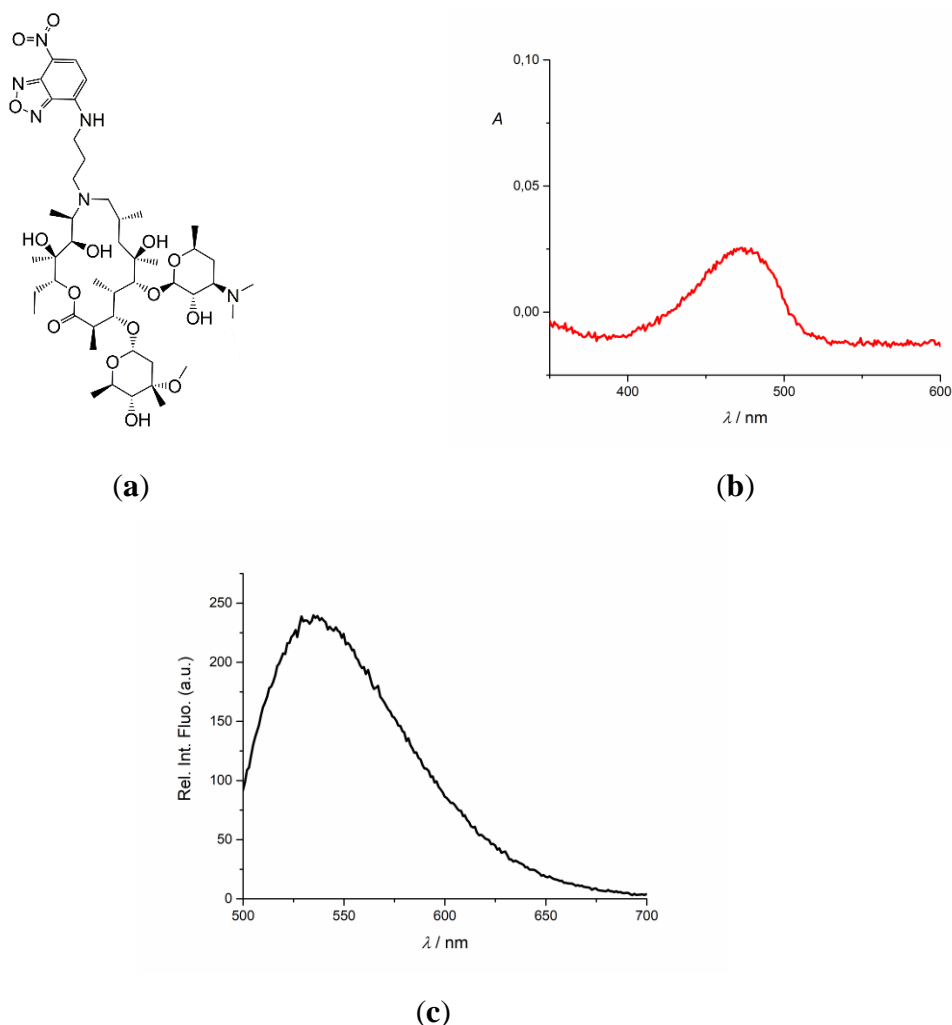 O
O=N
N
O
N
NH
N
HO
OH
HO
O
O
O
O
O
N
OH
O
O
O
OH
(a)
0,10
A
0,05
0,00
400
500
600
λ / nm
(b)
250
200
150
100
50
0
Rel. Int. Fluo. (a.u.)
500
550
600
650
700
λ / nm
(c)